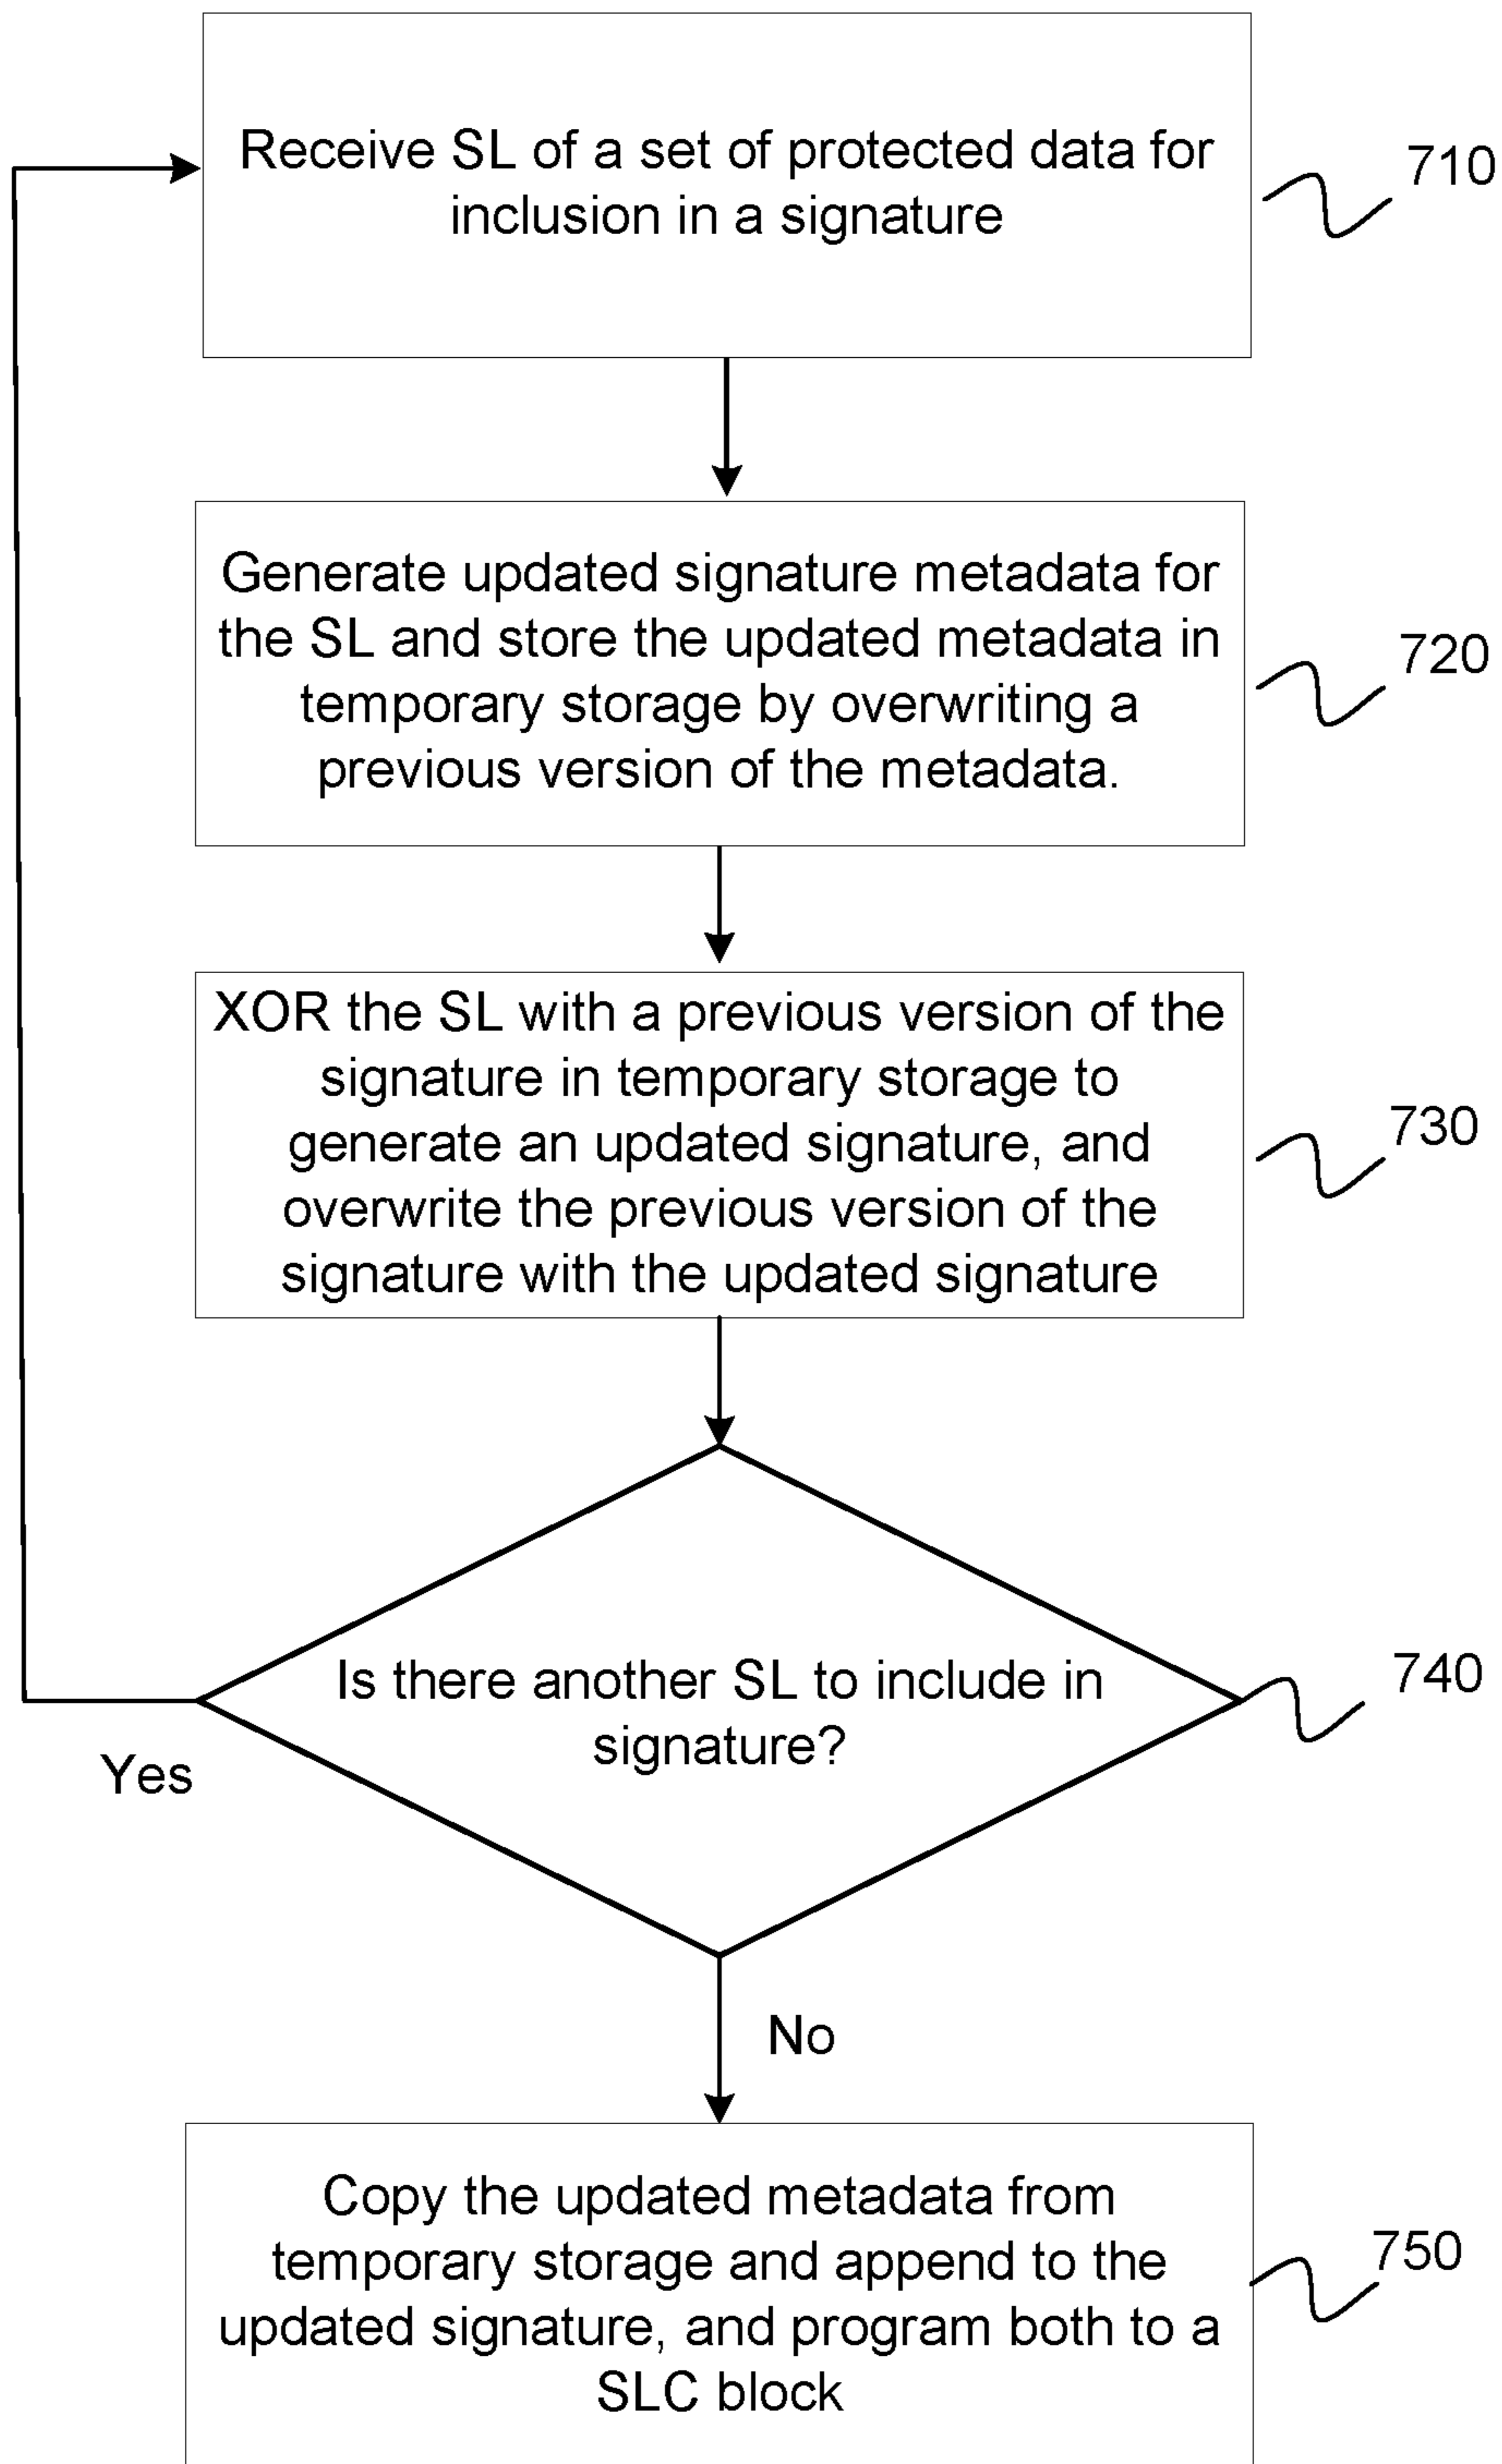 Receive SL of a set of protected data for
inclusion in a signature
710
Generate updated signature metadata for
the SL and store the updated metadata in
temporary storage by overwriting a
previous version of the metadata.
720
XOR the SL with a previous version of the
signature in temporary storage to
generate an updated signature, and
overwrite the previous version of the
signature with the updated signature
730
Is there another SL to include in
signature?
740
Yes
No
Copy the updated metadata from
temporary storage and append to the
updated signature, and program both to a
SLC block
750